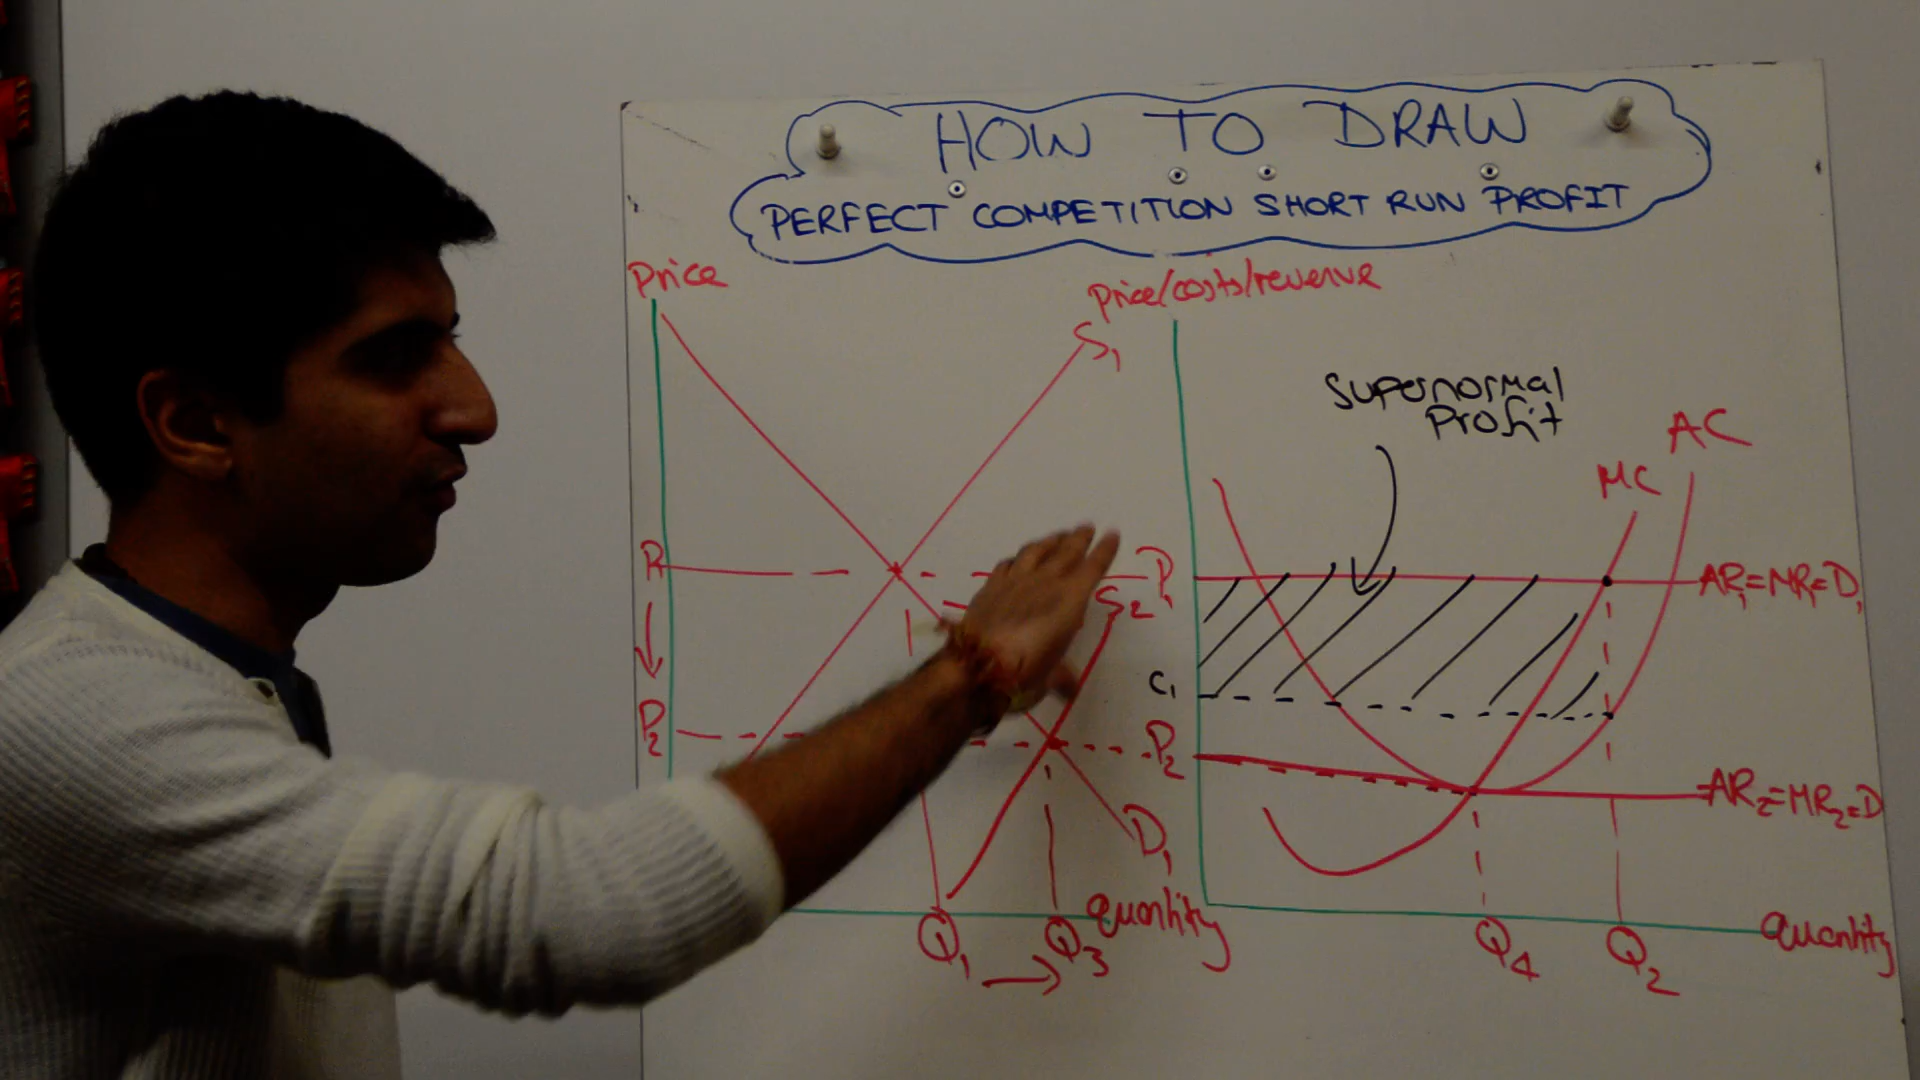 HOW TO DRAW
PERFECT COMPETITION SHORT RUN PROFIT
Price
S₁
P₁
P₂
S₂
D₁
Q₁
Q₃
quantity
Price/costs/revenue
supernormal
Profit
AC
MC
P₁
AR₁=MR₁=D₁
C₁
P₂
=AR₂=MR₂=D
Q₄
Q₂
quantity